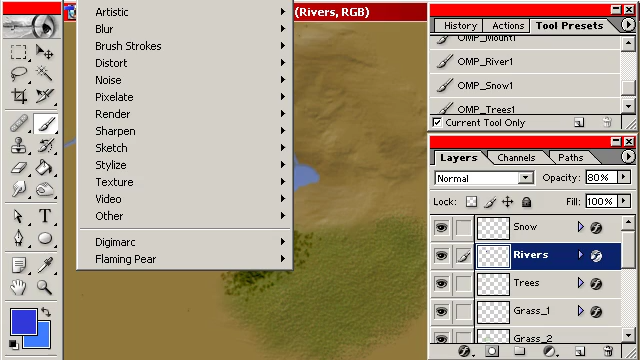 (Rivers, RGB)
Artistic
Blur
Brush Strokes
Distort
Noise
Pixelate
Render
Sharpen
Sketch
Stylize
Texture
Video
Other
Digimarc
Flaming Pear
T
History
Actions
Tool Presets
OMP_Mount1
OMP_River1
OMP_Snow1
OMP_Trees1
Current Tool Only
Layers
Channels
Paths
Normal
Opacity: 80%
Lock:
Fill: 100%
Snow
Rivers
Trees
Grass_1
Grass_2